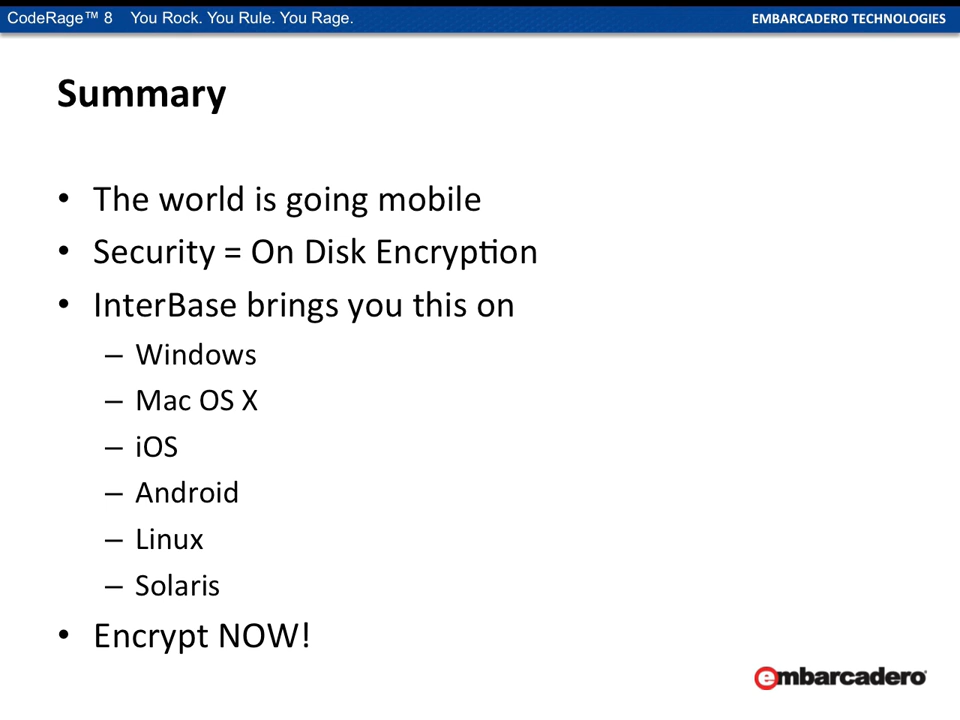 CodeRage™ 8 You Rock. You Rule. You Rage. EMBARCADERO TECHNOLOGIES
Summary
• The world is going mobile
• Security = On Disk Encryption
• InterBase brings you this on
– Windows
– Mac OS X
– iOS
– Android
– Linux
– Solaris
• Encrypt NOW!
embarcadero